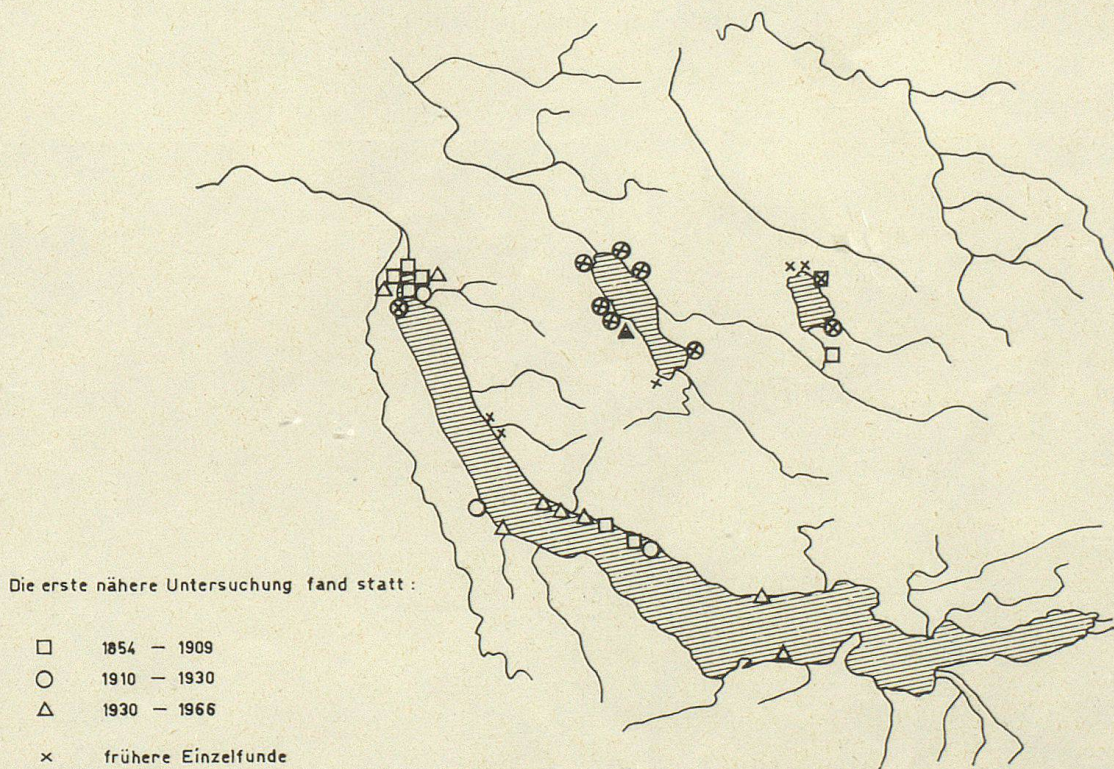 Die erste nähere Untersuchung fand statt :
1854 — 1909
1910 — 1930
1930 — 1966
frühere Einzelfunde